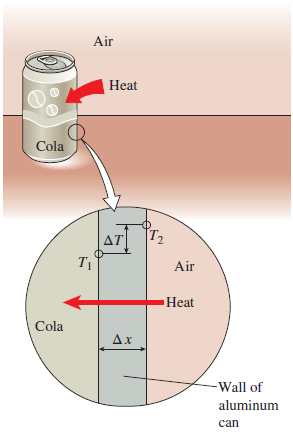 Air
Heat
Cola
ΔT
T2
T1
Air
Heat
Cola
Δx
Wall of
aluminum
can